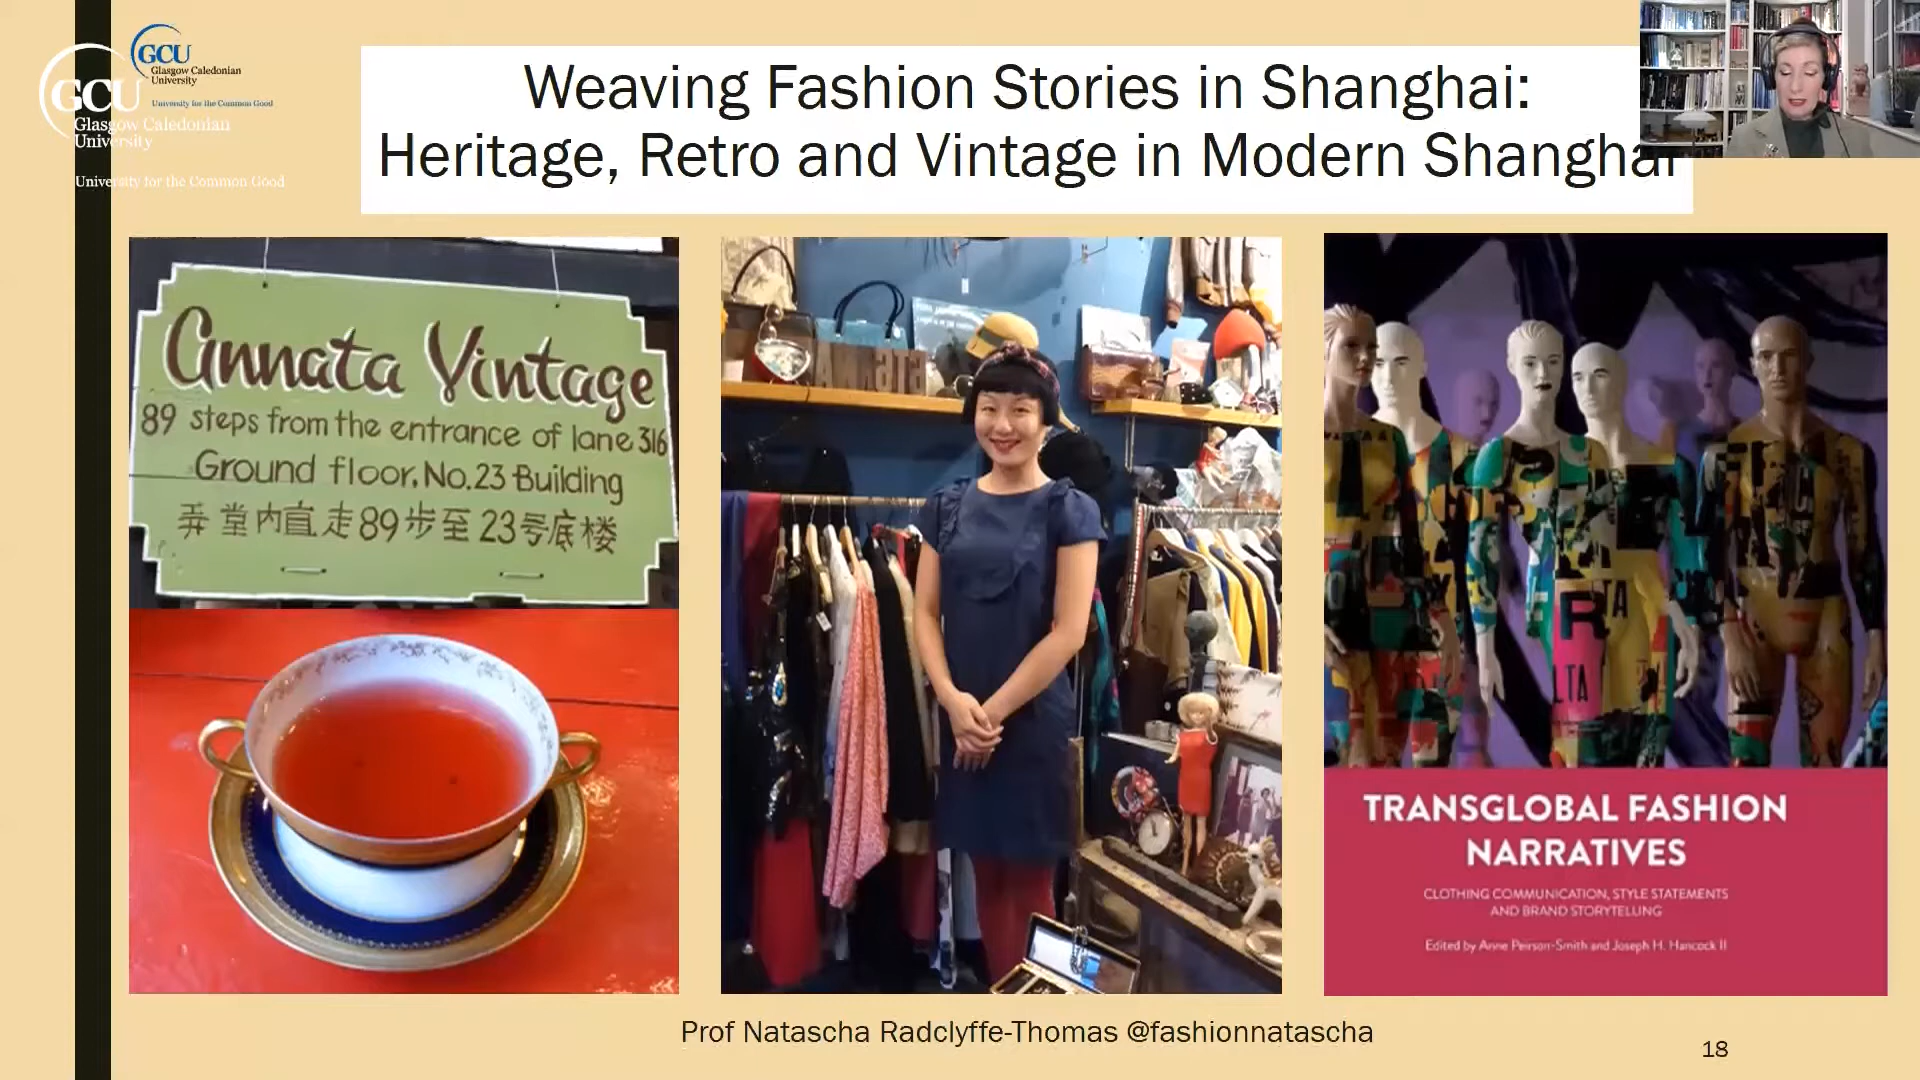 GCU
Glasgow Caledonian
University
University for the Common Good
GCU
Glasgow Caledonian
University
University for the Common Good
Weaving Fashion Stories in Shanghai:
Heritage, Retro and Vintage in Modern Shanghai
Annata Vintage
89 steps from the entrance of lane 316
Ground floor, No.23 Building
弄堂内直走89步至23号底楼
TRANSGLOBAL FASHION
NARRATIVES
CLOTHING COMMUNICATION, STYLE STATEMENTS
AND BRAND STORYTELLING
Edited by Anne Peirson-Smith and Joseph H. Hancock II
Prof Natascha Radclyffe-Thomas @fashionnatascha
18